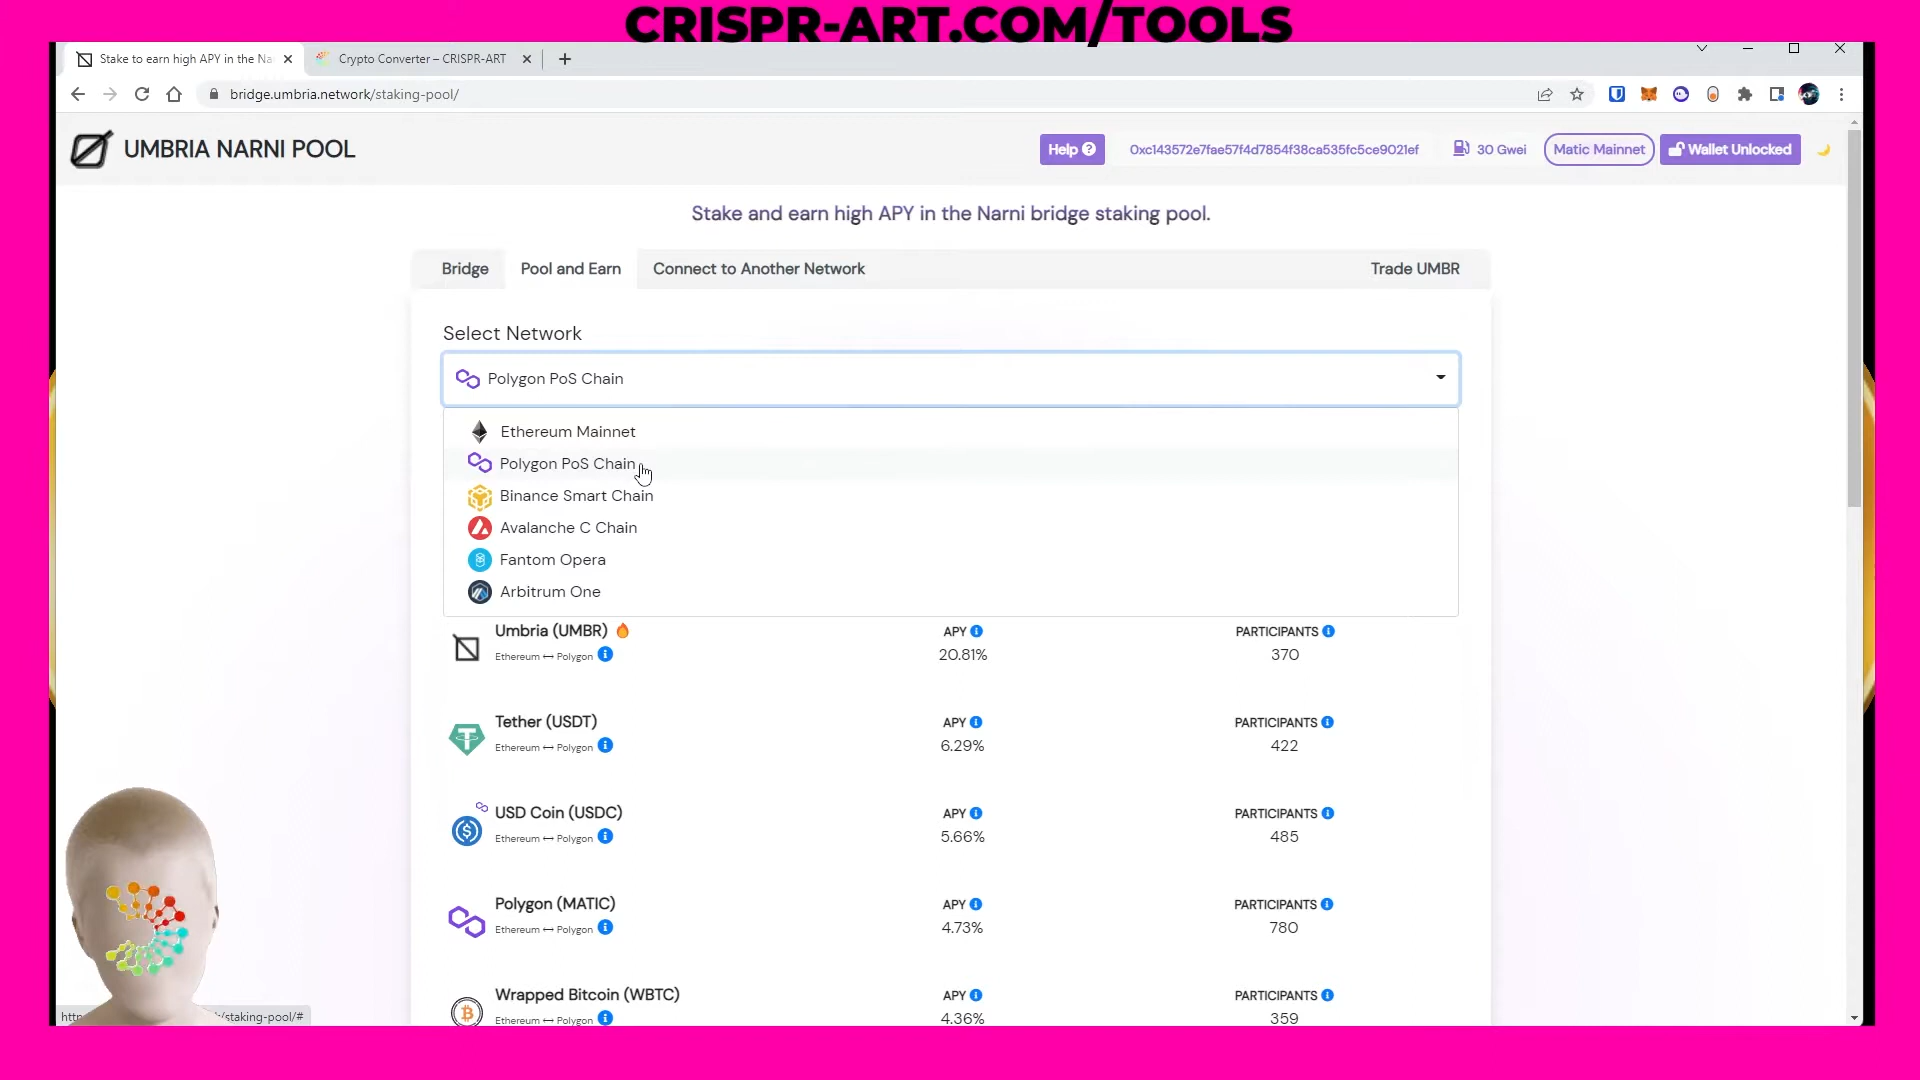 CRISPR-ART.COM/TOOLS
Stake to earn high APY in the Na
Crypto Converter – CRISPR-ART
bridge.umbria.network/staking-pool/
UMBRIA NARNI POOL
Help
0xc143572e7fae57f4d7854f38ca535fc5ce9021ef
30 Gwei
Matic Mainnet
Wallet Unlocked
Stake and earn high APY in the Narni bridge staking pool.
Bridge
Pool and Earn
Connect to Another Network
Trade UMBR
Select Network
Polygon PoS Chain
Ethereum Mainnet
Polygon PoS Chain
Binance Smart Chain
Avalanche C Chain
Fantom Opera
Arbitrum One
Umbria (UMBR)
APY
PARTICIPANTS
Ethereum ↔ Polygon
20.81%
370
Tether (USDT)
APY
PARTICIPANTS
Ethereum ↔ Polygon
6.29%
422
USD Coin (USDC)
APY
PARTICIPANTS
Ethereum ↔ Polygon
5.66%
485
Polygon (MATIC)
APY
PARTICIPANTS
Ethereum ↔ Polygon
4.73%
780
Wrapped Bitcoin (WBTC)
APY
PARTICIPANTS
Ethereum ↔ Polygon
4.36%
359
/staking-pool/#